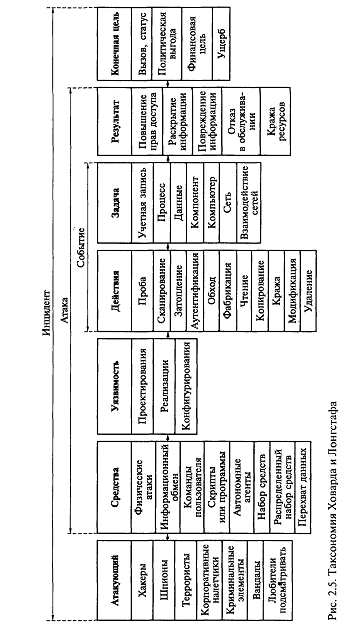 Инцидент
Атака
Событие
Атакующий
Хакеры
Шпионы
Террористы
Корпоративные
налетчики
Криминальные
элементы
Вандалы
Любители
подсматривать
Средства
Физические
атаки
Информационный
обмен
Команды
пользователя
Скрипты
или программы
Автономные
агенты
Набор средств
Распределенный
набор средств
Перехват данных
Уязвимость
Проектирования
Реализации
Конфигурирования
Действия
Проба
Сканирование
Затопление
Аутентификация
Обход
Фабрикация
Чтение
Копирование
Кража
Модификация
Удаление
Задача
Учетная запись
Процесс
Данные
Компонент
Компьютер
Сеть
Взаимодействие
сетей
Результат
Повышение
прав доступа
Раскрытие
информации
Повреждение
информации
Отказ
в обслужива-
нии
Кража
ресурсов
Конечная цель
Вызов, статус
Политическая
выгода
Финансовая
цель
Ущерб
Рис. 2.5. Таксономия Ховарда и Лонгстафа